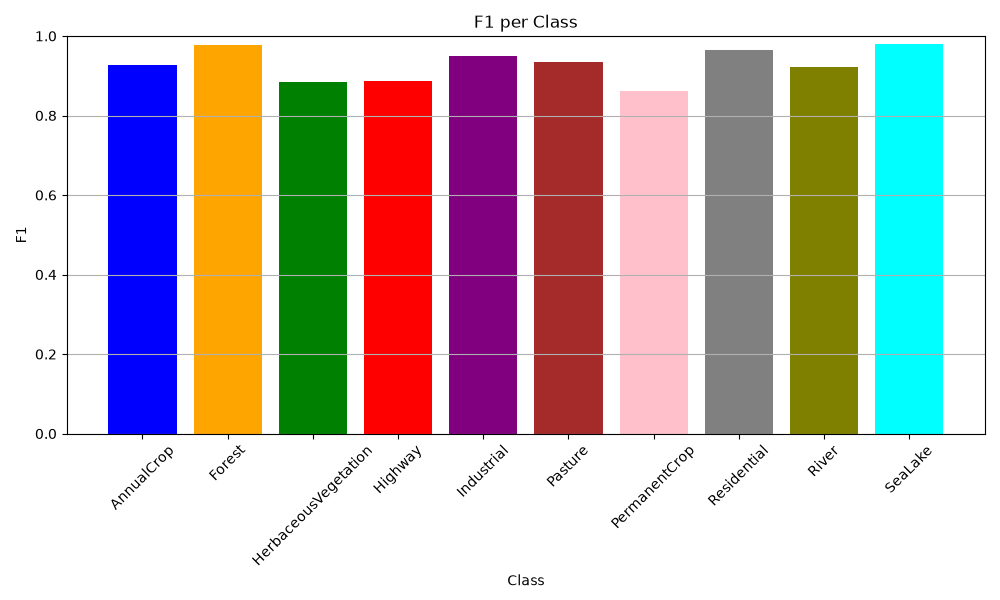 F1 per Class
1.0
0.8
0.6
0.4
0.2
0.0
F1
AnnualCrop
Forest
HerbaceousVegetation
Highway
Industrial
Pasture
PermanentCrop
Residential
River
SeaLake
Class